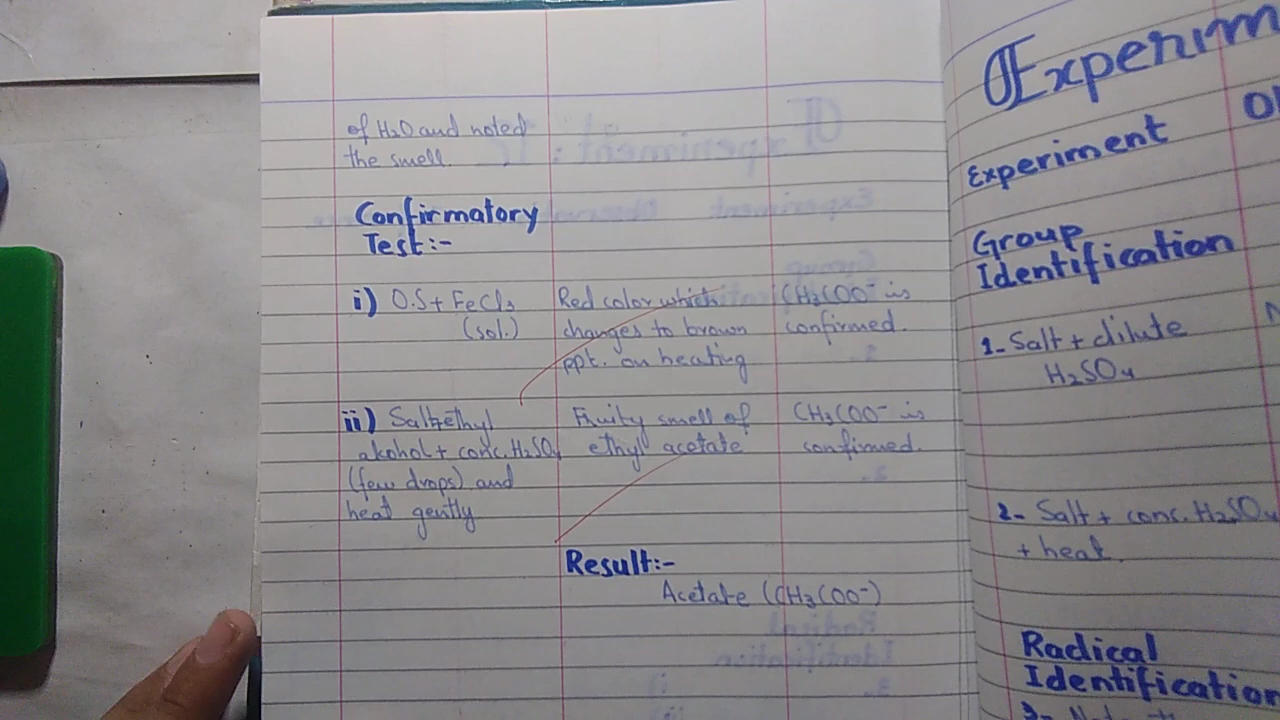 of H2O and noted
the smell.
Confirmatory
Test:-
i) O.S + FeCl3
(sol.)
Red color which
changes to brown
ppt. on heating
CH3COO⁻ is
confirmed.
ii) Salt + ethyl
alcohol + conc. H2SO4
(few drops) and
heat gently
Fruity smell of
ethyl acetate
CH3COO⁻ is
confirmed.
Result:-
Acetate (CH3COO⁻)
Experim
Experiment
Group
Identification
1- Salt + dilute
H2SO4
2- Salt + conc. H2SO4
+ heat.
Radical
Identification